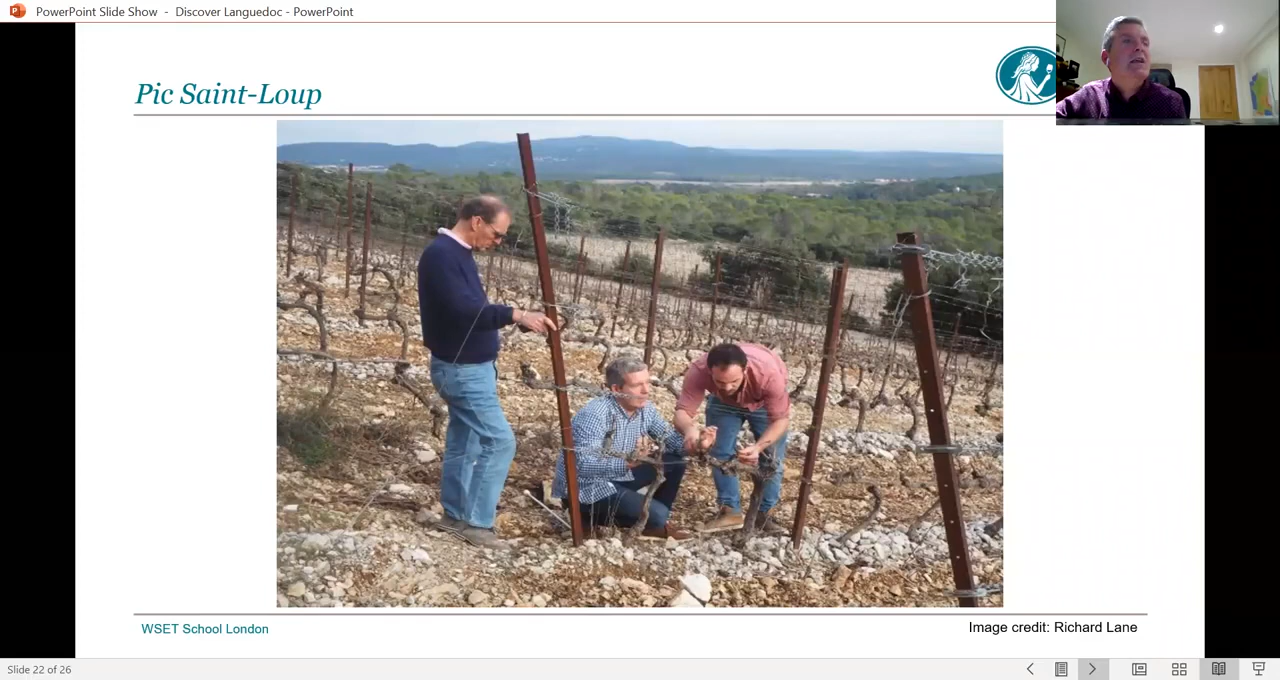 PowerPoint Slide Show - Discover Languedoc - PowerPoint
Pic Saint-Loup
WSET School London
Image credit: Richard Lane
Slide 22 of 26